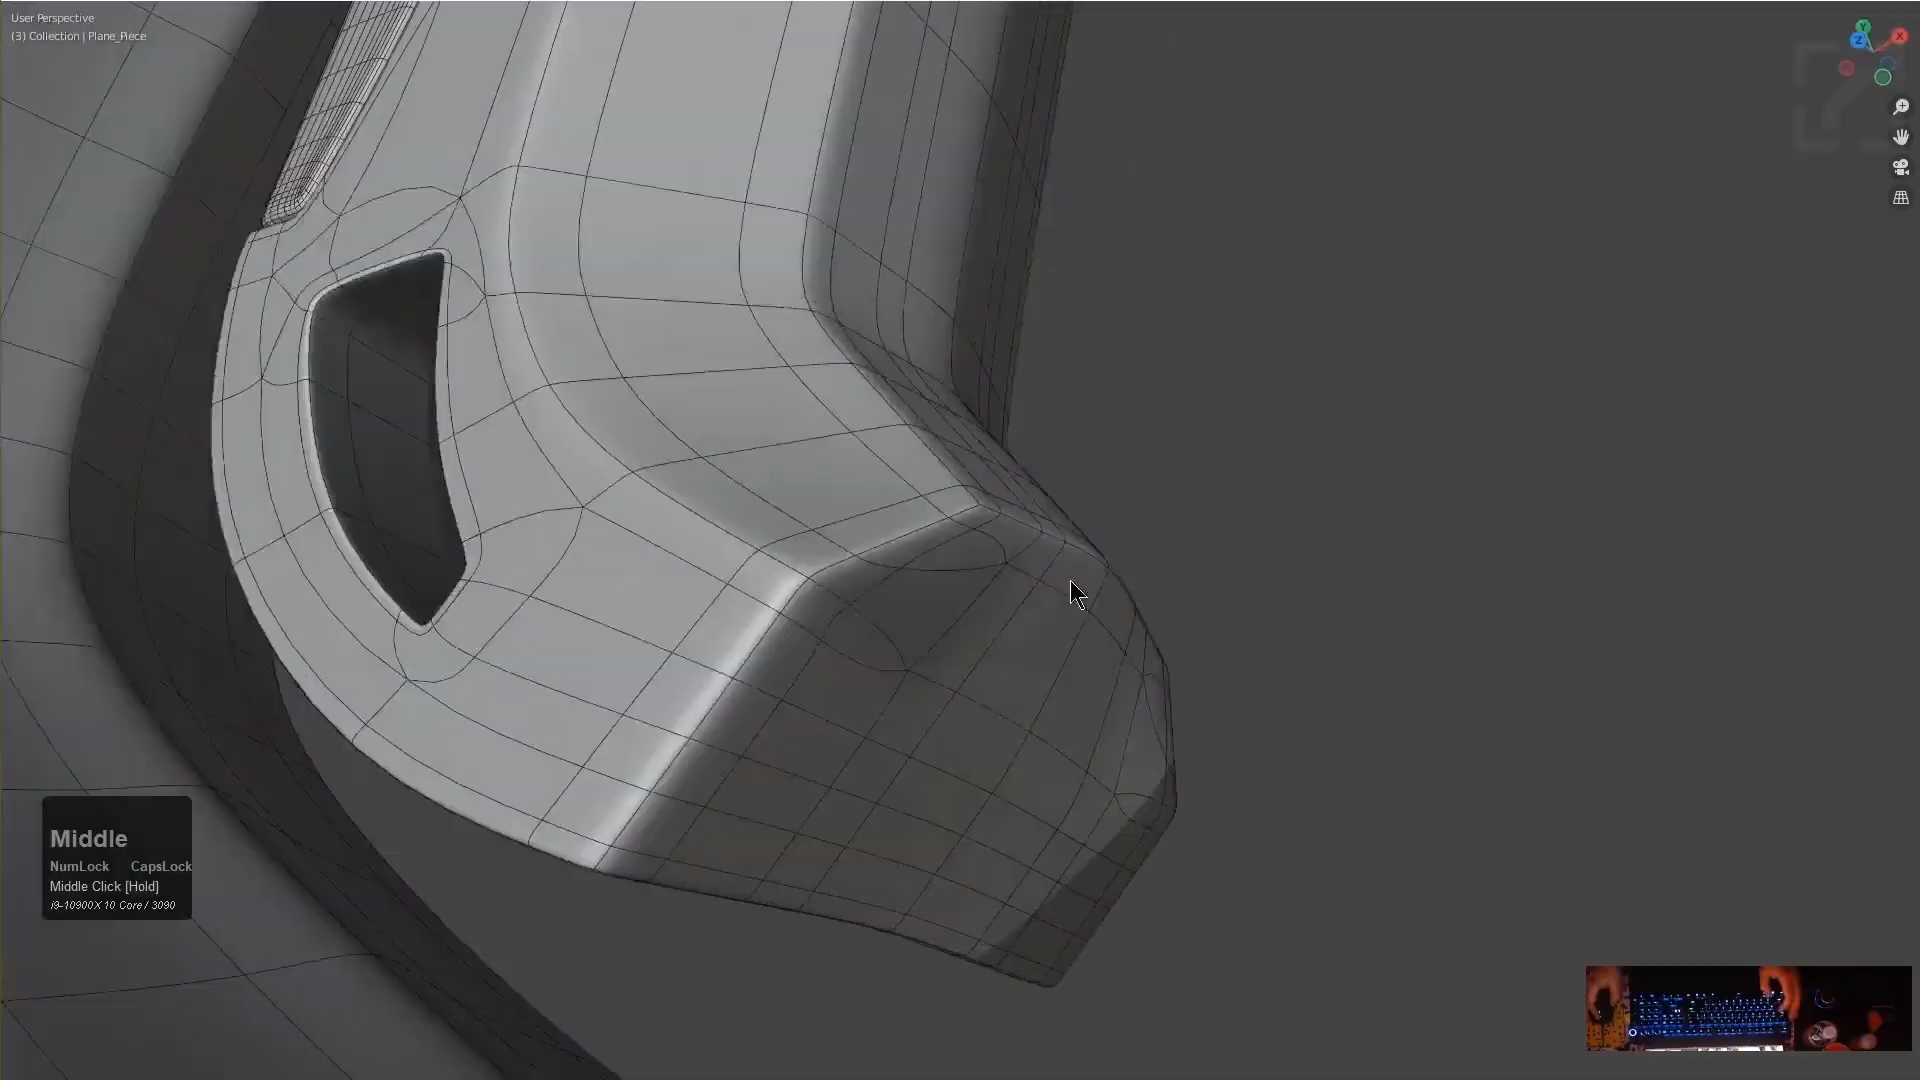 User Perspective
(3) Collection | Plane_Piece
Y
X
Z
Middle
NumLock CapsLock
Middle Click [Hold]
i9-10900X 10 Core / 3090